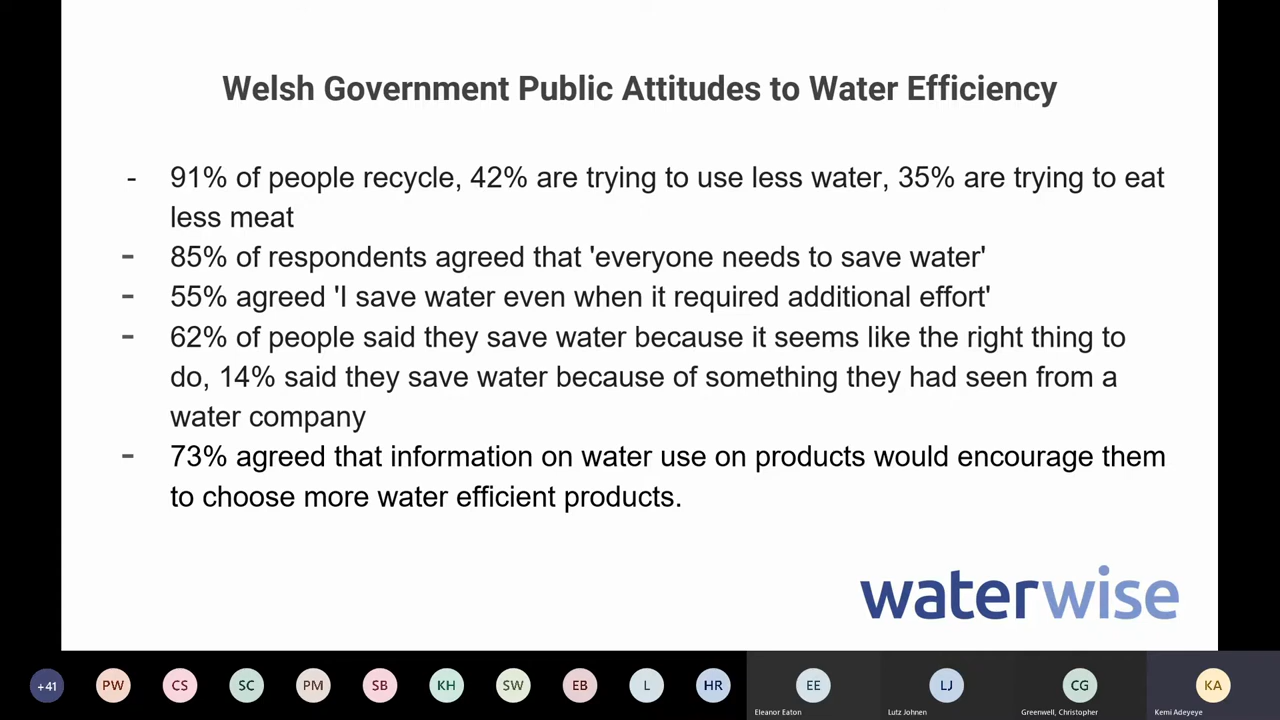 Welsh Government Public Attitudes to Water Efficiency
- 91% of people recycle, 42% are trying to use less water, 35% are trying to eat
less meat
- 85% of respondents agreed that 'everyone needs to save water'
- 55% agreed 'I save water even when it required additional effort'
- 62% of people said they save water because it seems like the right thing to
do, 14% said they save water because of something they had seen from a
water company
- 73% agreed that information on water use on products would encourage them
to choose more water efficient products.
waterwise
+41 PW CS SC PM SB KH SW EB L HR EE LJ CG KA
Eleanor Eaton Lutz Johnen Greenwell, Christopher Kemi Adeyeye